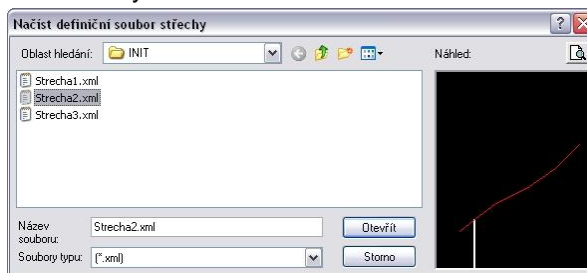 Načíst definiční soubor střechy
Oblast hledání: INIT Náhled:
Strecha1.xml
Strecha2.xml
Strecha3.xml
Název souboru: Strecha2.xml Otevřít
Soubory typu: (*.xml) Storno